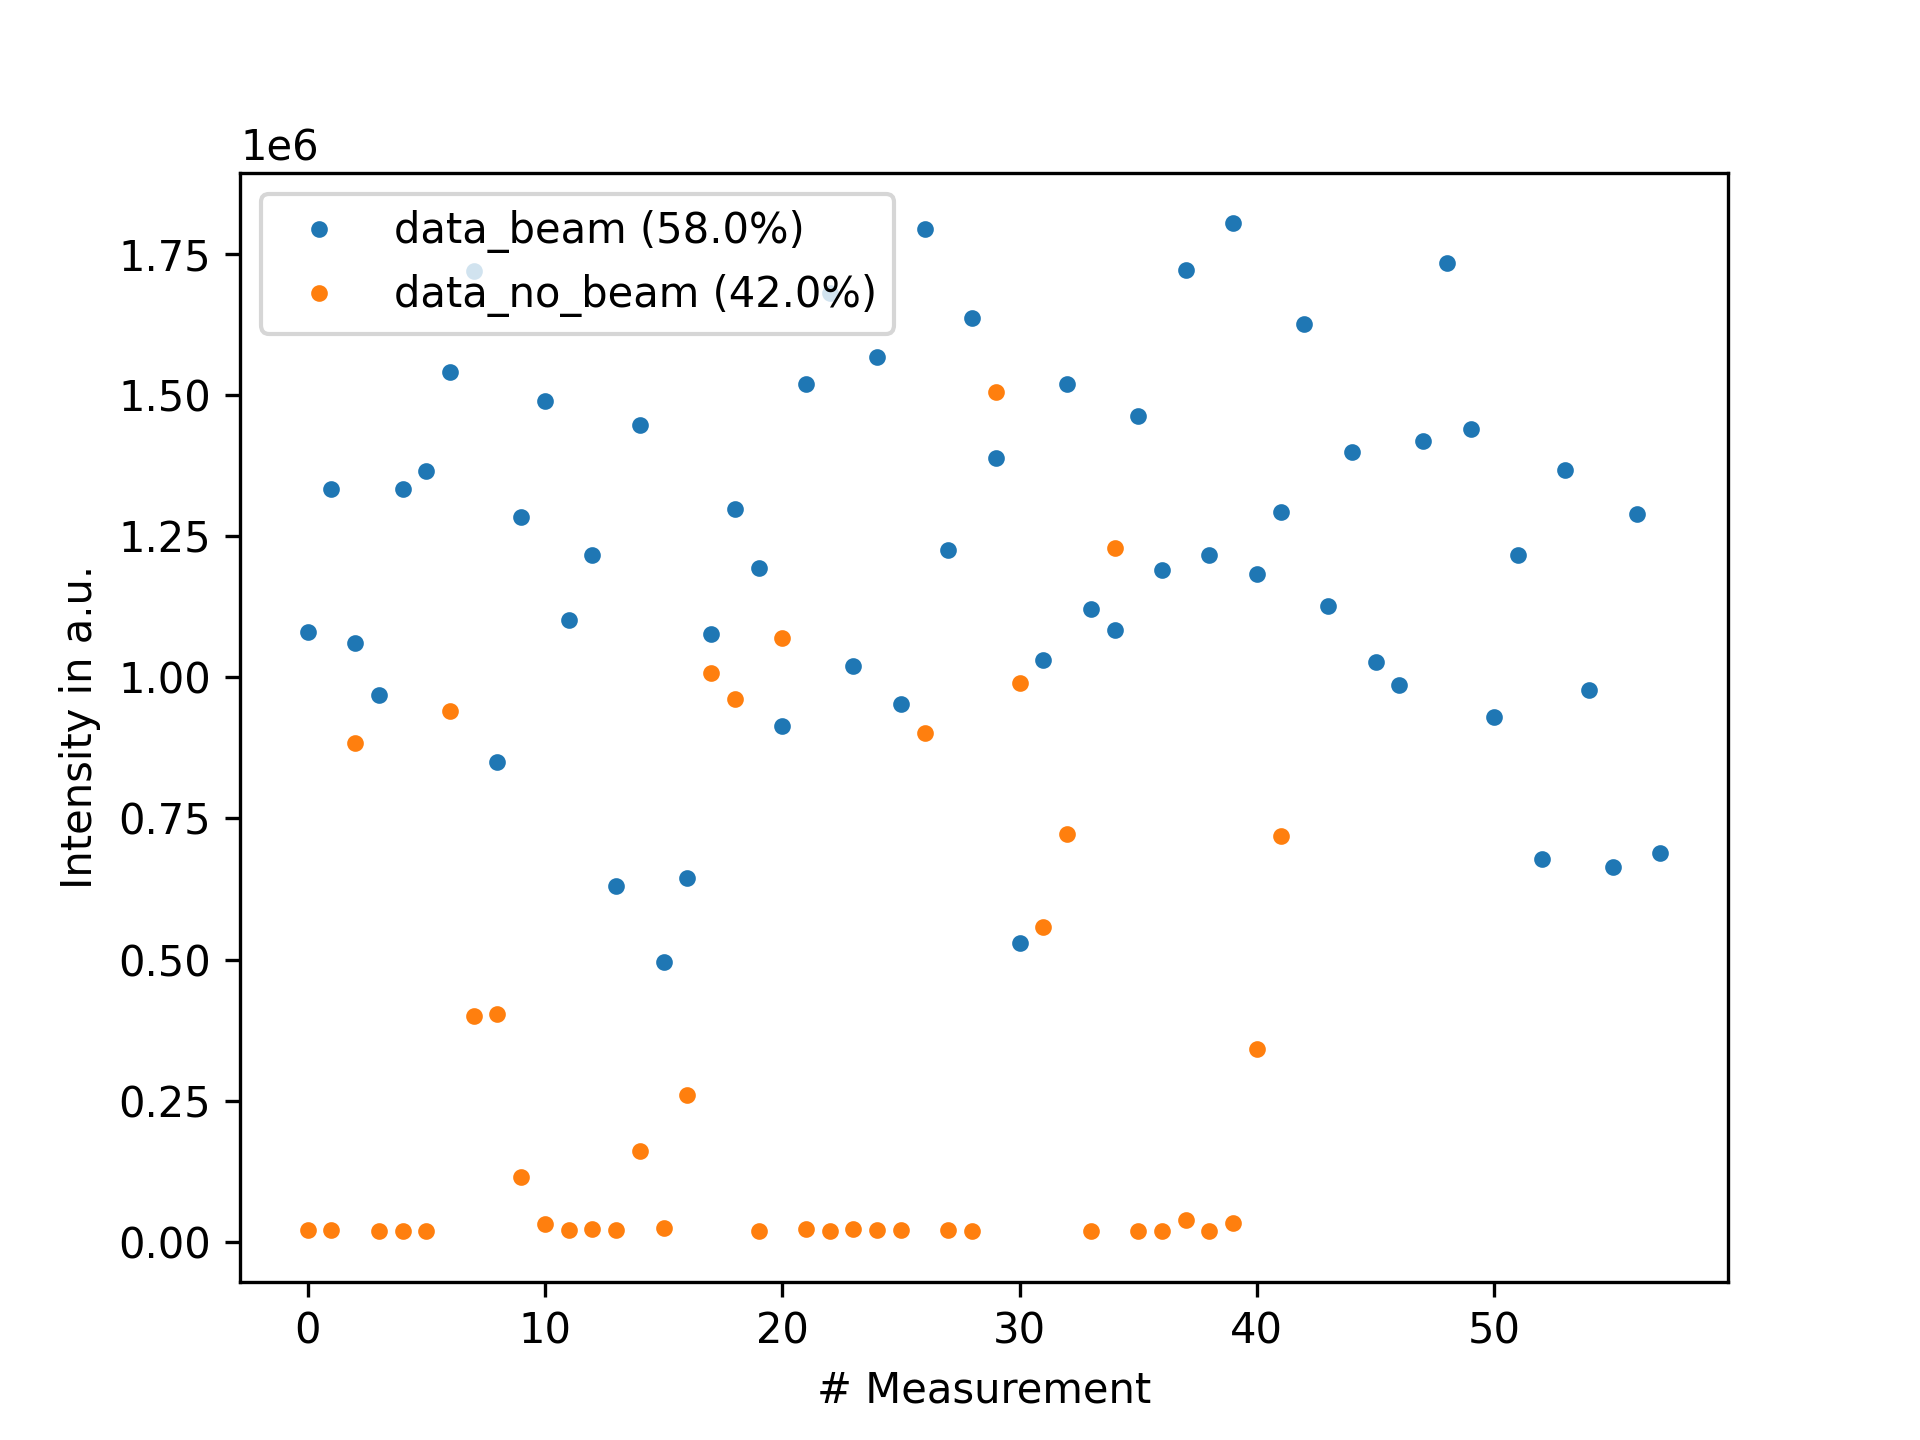 1e6
data_beam (58.0%)
data_no_beam (42.0%)
1.75
1.50
1.25
1.00
0.75
0.50
0.25
0.00
Intensity in a.u.
0 10 20 30 40 50
# Measurement